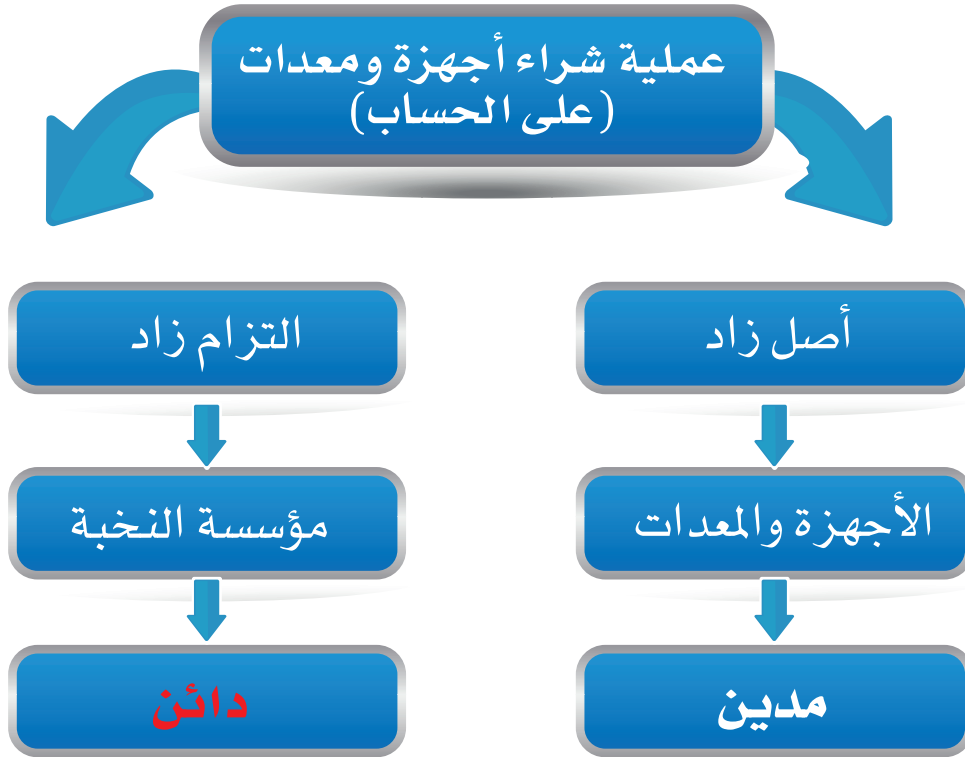 عملية شراء أجهزة ومعدات
(على الحساب)
أصل زاد
التزام زاد
الأجهزة والمعدات
مؤسسة النخبة
مدين
دائن